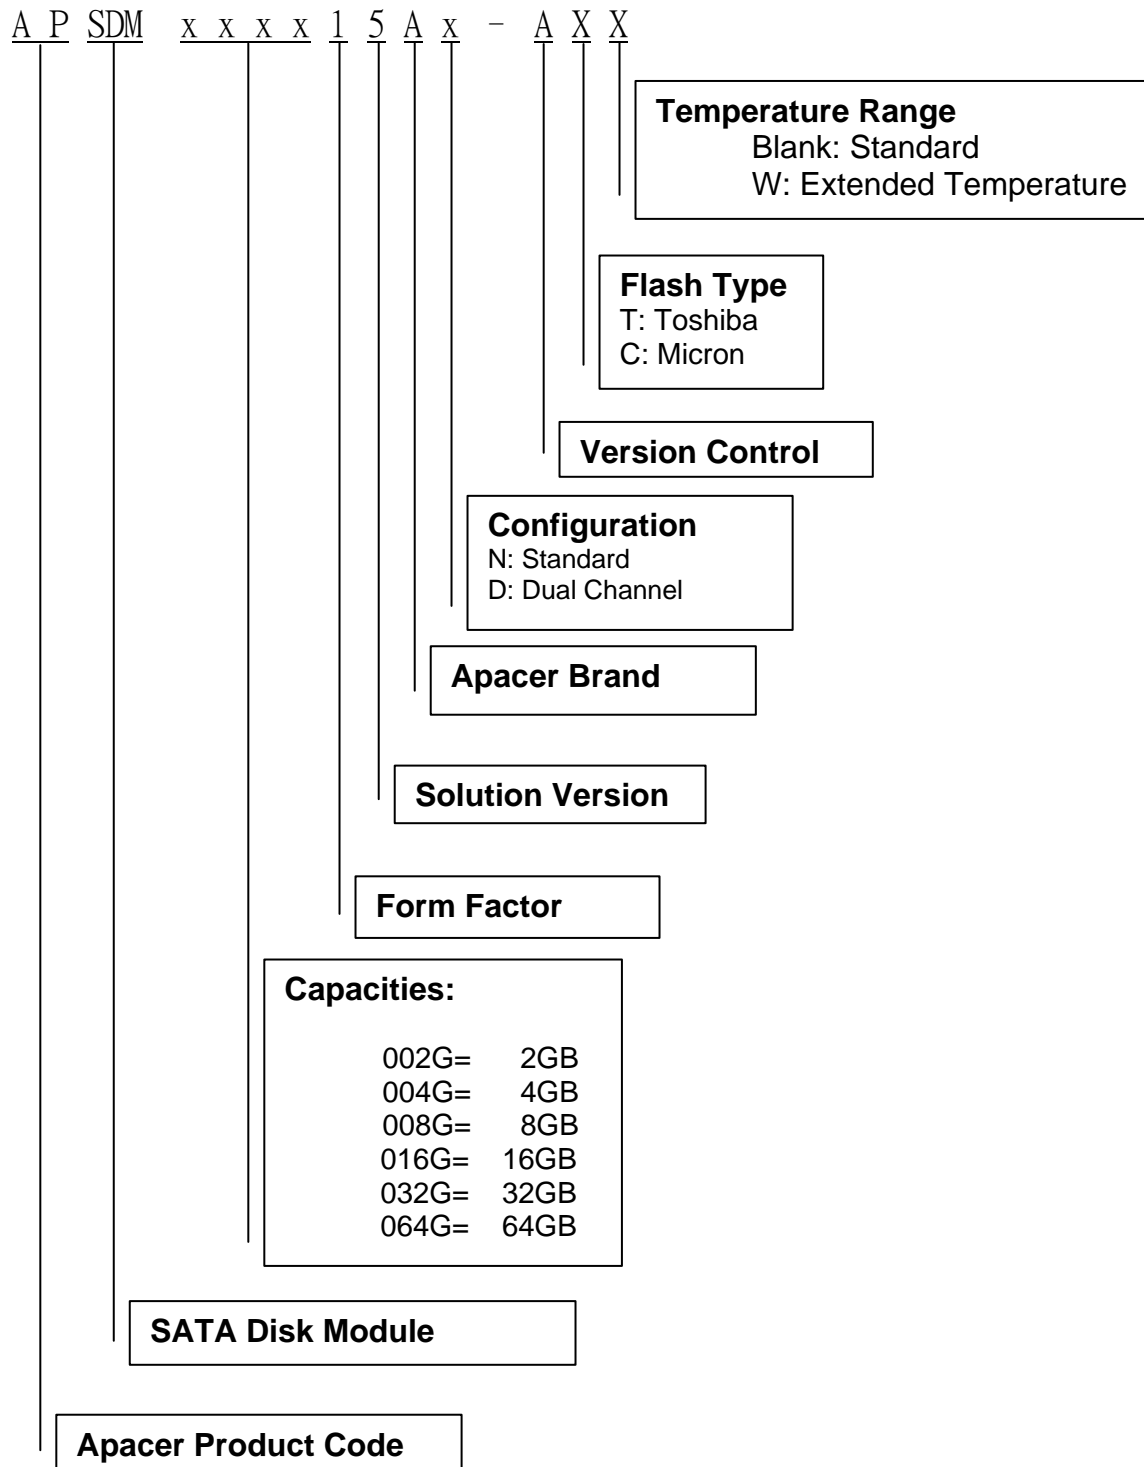 A P SDM x x x x 1 5 A x - A X X
Temperature Range
Blank: Standard
W: Extended Temperature
Flash Type
T: Toshiba
C: Micron
Version Control
Configuration
N: Standard
D: Dual Channel
Apacer Brand
Solution Version
Form Factor
Capacities:
002G= 2GB
004G= 4GB
008G= 8GB
016G= 16GB
032G= 32GB
064G= 64GB
SATA Disk Module
Apacer Product Code